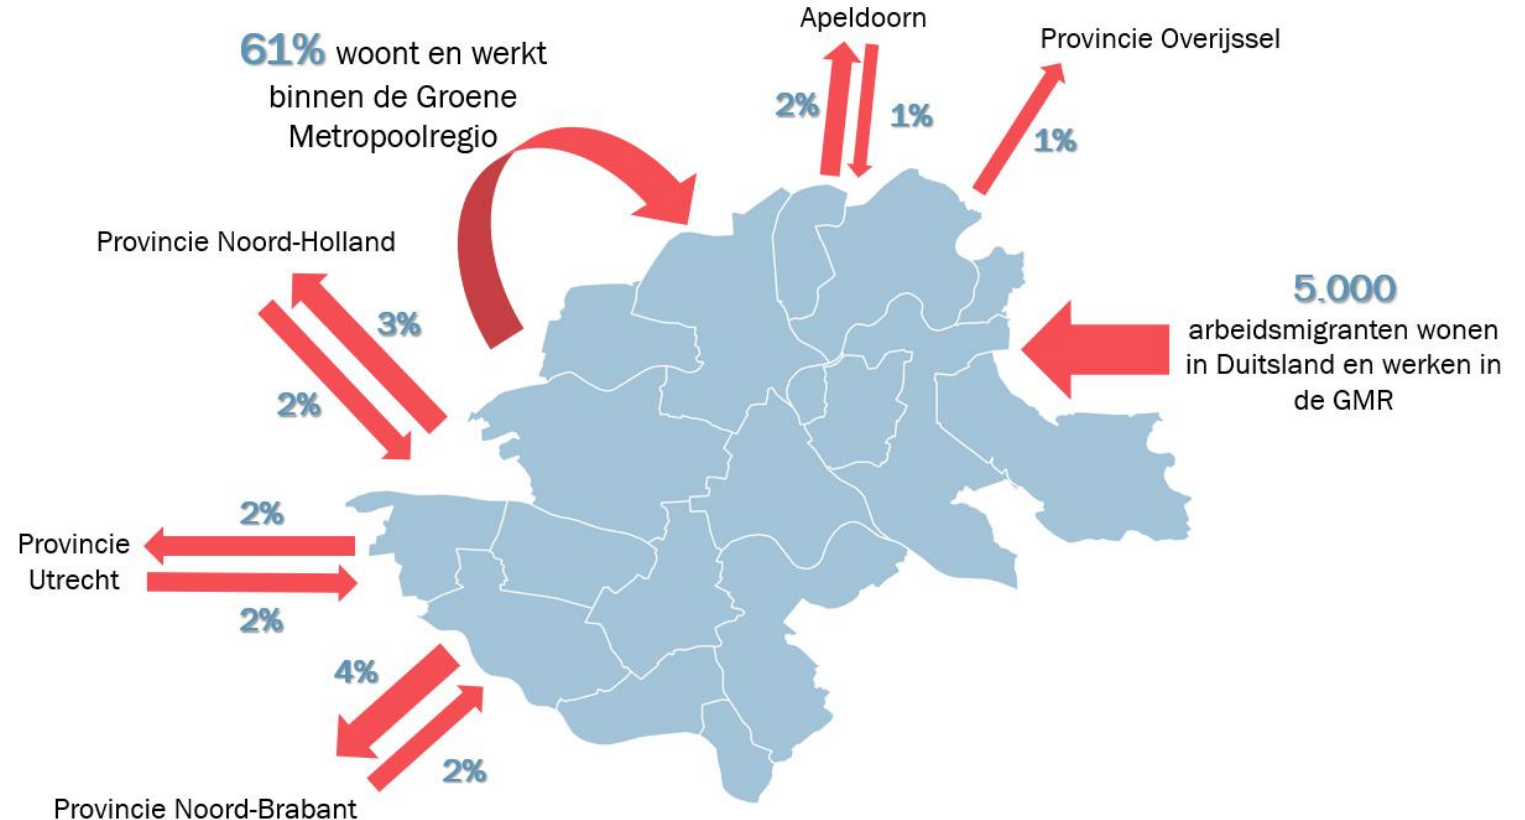 Apeldoorn
Provincie Overijssel
61% woont en werkt
binnen de Groene
Metropoolregio
2%
1%
1%
Provincie Noord-Holland
3%
2%
5.000
arbeidsmigranten wonen
in Duitsland en werken in
de GMR
2%
Provincie
Utrecht
2%
4%
2%
Provincie Noord-Brabant